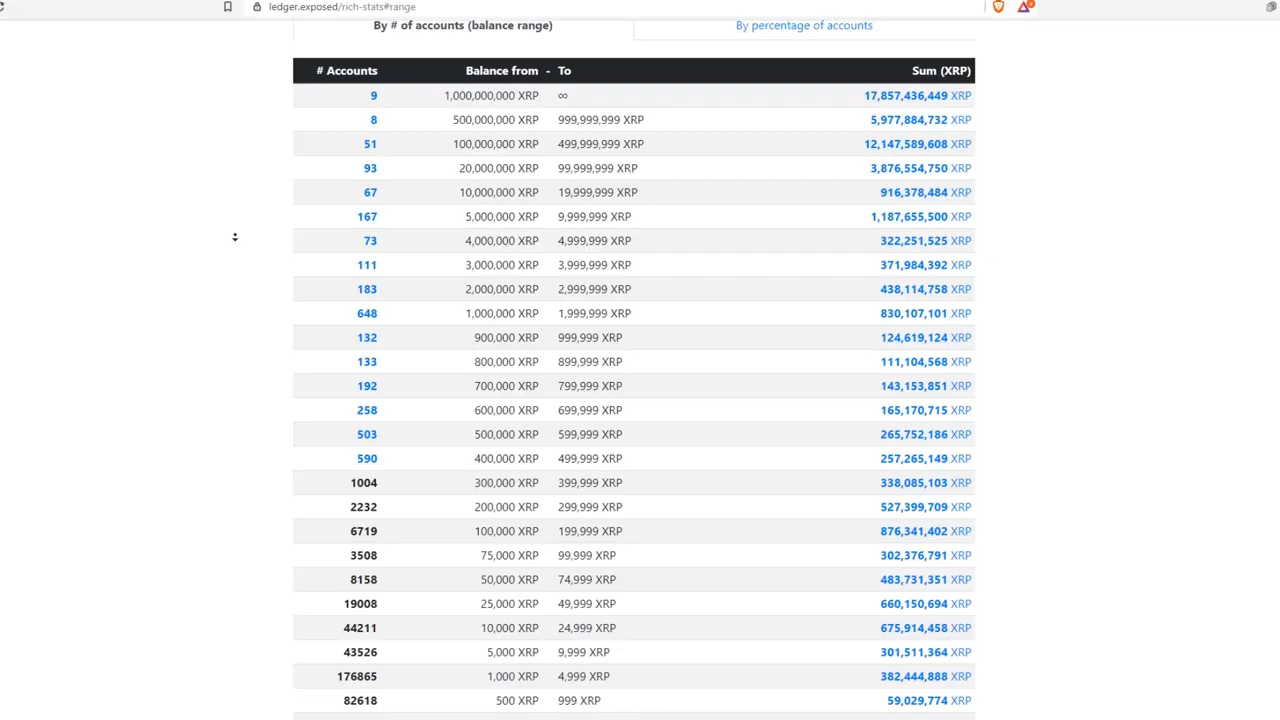 ledger.exposed/rich-stats#range
By # of accounts (balance range) By percentage of accounts
# Accounts Balance from - To Sum (XRP)
9 1,000,000,000 XRP ∞ 17,857,436,449 XRP
8 500,000,000 XRP 999,999,999 XRP 5,977,884,732 XRP
51 100,000,000 XRP 499,999,999 XRP 12,147,589,608 XRP
93 20,000,000 XRP 99,999,999 XRP 3,876,554,750 XRP
67 10,000,000 XRP 19,999,999 XRP 916,378,484 XRP
167 5,000,000 XRP 9,999,999 XRP 1,187,655,500 XRP
73 4,000,000 XRP 4,999,999 XRP 322,251,525 XRP
111 3,000,000 XRP 3,999,999 XRP 371,984,392 XRP
183 2,000,000 XRP 2,999,999 XRP 438,114,758 XRP
648 1,000,000 XRP 1,999,999 XRP 830,107,101 XRP
132 900,000 XRP 999,999 XRP 124,619,124 XRP
133 800,000 XRP 899,999 XRP 111,104,568 XRP
192 700,000 XRP 799,999 XRP 143,153,851 XRP
258 600,000 XRP 699,999 XRP 165,170,715 XRP
503 500,000 XRP 599,999 XRP 265,752,186 XRP
590 400,000 XRP 499,999 XRP 257,265,149 XRP
1004 300,000 XRP 399,999 XRP 338,085,103 XRP
2232 200,000 XRP 299,999 XRP 527,399,709 XRP
6719 100,000 XRP 199,999 XRP 876,341,402 XRP
3508 75,000 XRP 99,999 XRP 302,376,791 XRP
8158 50,000 XRP 74,999 XRP 483,731,351 XRP
19008 25,000 XRP 49,999 XRP 660,150,694 XRP
44211 10,000 XRP 24,999 XRP 675,914,458 XRP
43526 5,000 XRP 9,999 XRP 301,511,364 XRP
176865 1,000 XRP 4,999 XRP 382,444,888 XRP
82618 500 XRP 999 XRP 59,029,774 XRP